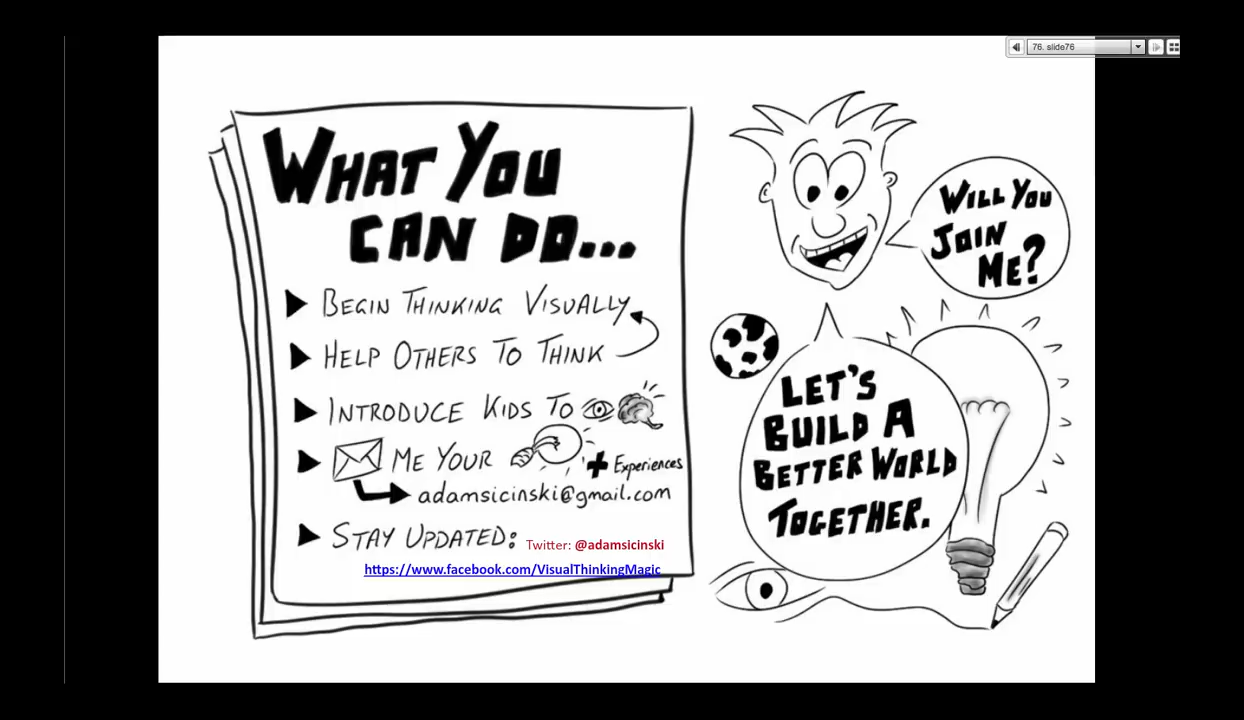 76. slide76
WHAT YOU
CAN DO...
BEGIN THINKING VISUALLY
HELP OTHERS TO THINK
INTRODUCE KIDS TO
ME YOUR
+ EXPERIENCES
adamsicinski@gmail.com
STAY UPDATED: Twitter: @adamsicinski
https://www.facebook.com/VisualThinkingMagic
WILL YOU
JOIN
ME?
LET'S
BUILD A
BETTER WORLD
TOGETHER.